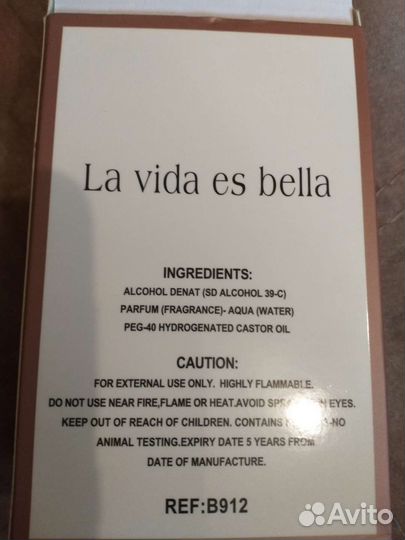 La vida es bella
INGREDIENTS:
ALCOHOL DENAT (SD ALCOHOL 39-C)
PARFUM (FRAGRANCE)- AQUA (WATER)
PEG-40 HYDROGENATED CASTOR OIL
CAUTION:
FOR EXTERNAL USE ONLY. HIGHLY FLAMMABLE.
DO NOT USE NEAR FIRE,FLAME OR HEAT.AVOID EYES.
KEEP OUT OF REACH OF CHILDREN. CONTAINS
ANIMAL TESTING.EXPIRY DATE 5 YEARS FROM
DATE OF MANUFACTURE.
REF:B912
Avito